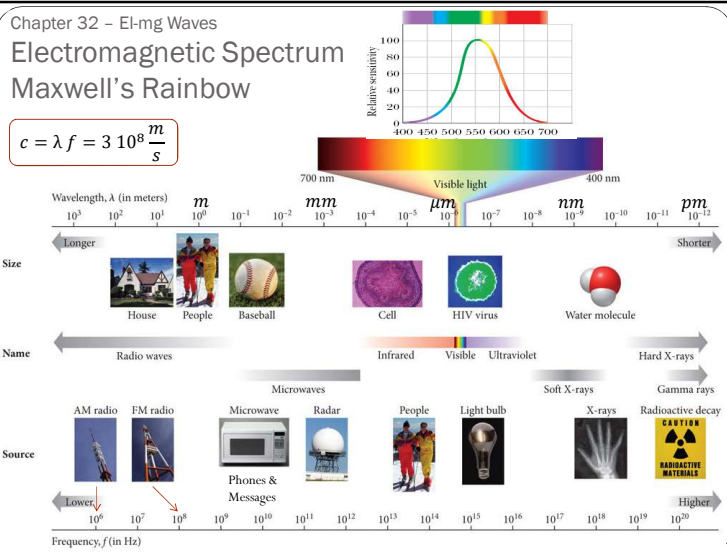 Chapter 32 – El-mg Waves
Electromagnetic Spectrum
Maxwell's Rainbow
c = λ f = 3 10⁸ m/s
Relative sensitivity
100
80
60
40
20
0
400 450 500 550 600 650 700
700 nm
Visible light
400 nm
Wavelength, λ (in meters)
m mm μm nm pm
10³ 10² 10¹ 10⁰ 10⁻¹ 10⁻² 10⁻³ 10⁻⁴ 10⁻⁵ 10⁻⁶ 10⁻⁷ 10⁻⁸ 10⁻⁹ 10⁻¹⁰ 10⁻¹¹ 10⁻¹²
Longer Shorter
Size
House People Baseball Cell HIV virus Water molecule
Name
Radio waves Infrared Visible Ultraviolet Hard X-rays
Microwaves Soft X-rays Gamma rays
AM radio FM radio Microwave Radar People Light bulb X-rays Radioactive decay
Source
CAUTION
RADIOACTIVE
MATERIALS
Phones &
Messages
Lower Higher
10⁶ 10⁷ 10⁸ 10⁹ 10¹⁰ 10¹¹ 10¹² 10¹³ 10¹⁴ 10¹⁵ 10¹⁶ 10¹⁷ 10¹⁸ 10¹⁹ 10²⁰
Frequency, f (in Hz)